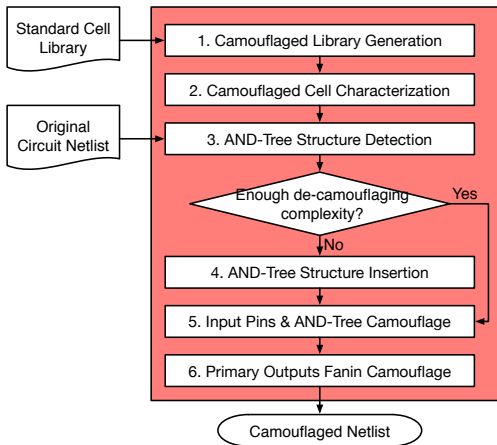 Standard Cell
Library
1. Camouflaged Library Generation
2. Camouflaged Cell Characterization
Original
Circuit Netlist
3. AND-Tree Structure Detection
Enough de-camouflaging
complexity?
Yes
No
4. AND-Tree Structure Insertion
5. Input Pins & AND-Tree Camouflage
6. Primary Outputs Fanin Camouflage
Camouflaged Netlist